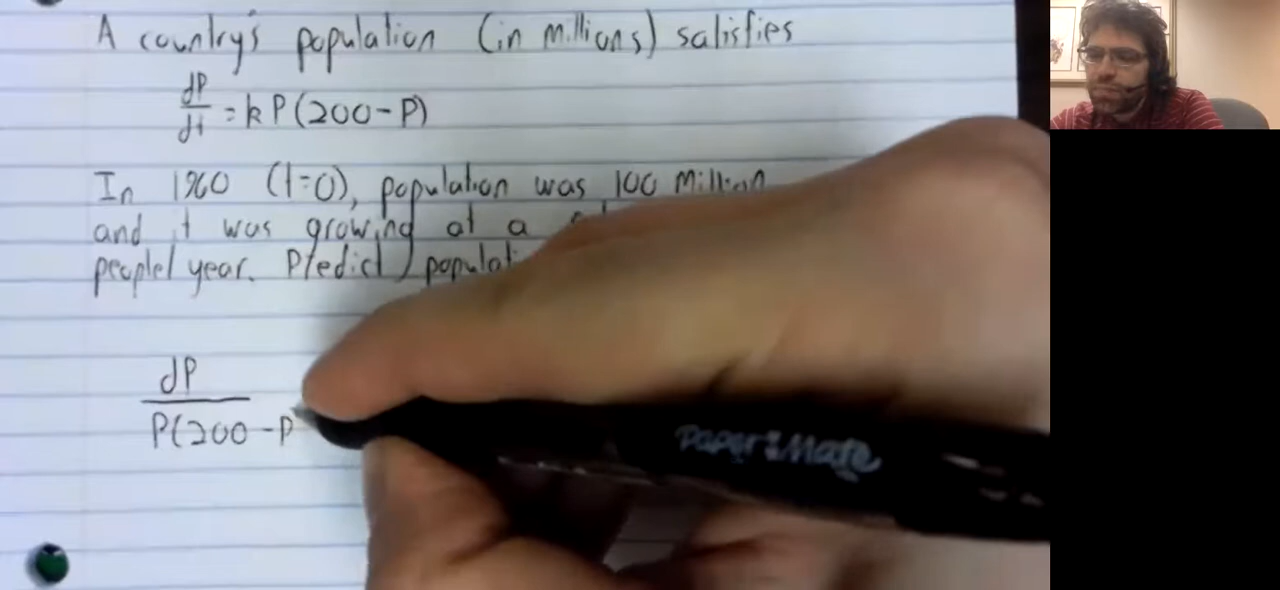 A country's population (in millions) satisfies
dP/dt = kP(200-P)
In 1960 (t=0), population was 100 Million
and it was growing at a
people/year. Predict populati
dP
P(200-P
PaperMate